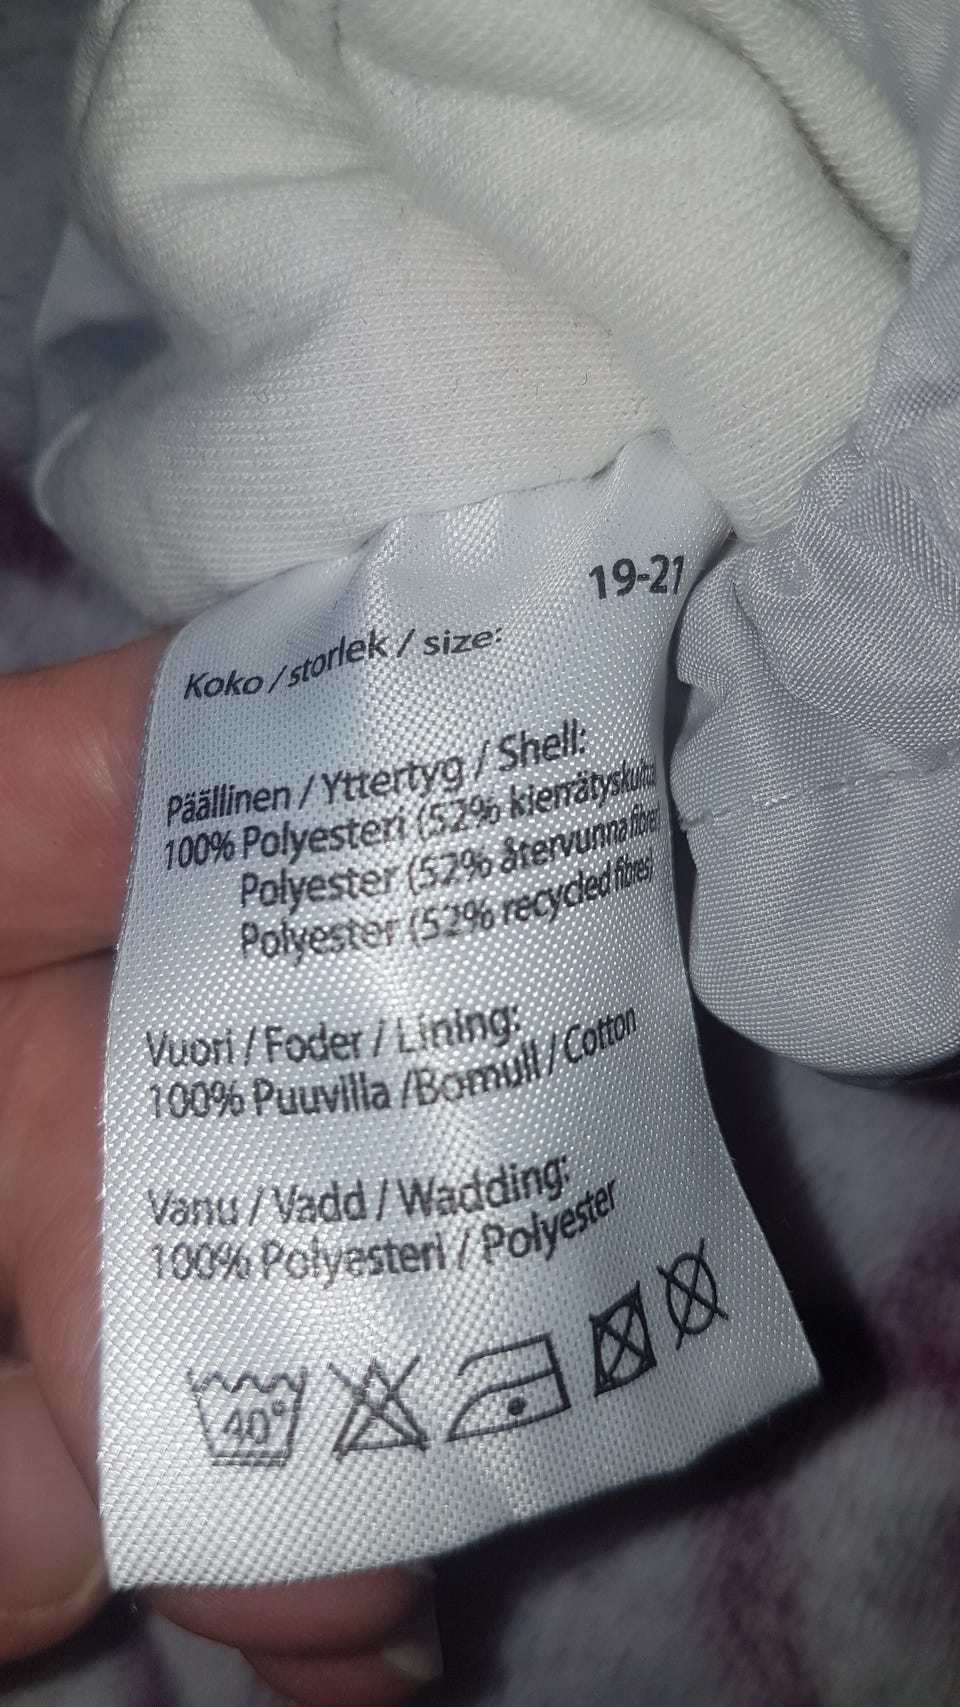 19-21
Koko / storlek / size:
Päällinen / Yttertyg / Shell:
100% Polyesteri (52% kierrätyskuitua
Polyester (52% återvunna fibrer
Polyester (52% recycled fibres)
Vuori / Foder / Lining:
100% Puuvilla /Bomull / Cotton
Vanu / Vadd / Wadding:
100% Polyesteri / Polyester
40°